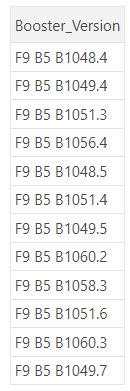 Booster_Version
F9 B5 B1048.4
F9 B5 B1049.4
F9 B5 B1051.3
F9 B5 B1056.4
F9 B5 B1048.5
F9 B5 B1051.4
F9 B5 B1049.5
F9 B5 B1060.2
F9 B5 B1058.3
F9 B5 B1051.6
F9 B5 B1060.3
F9 B5 B1049.7